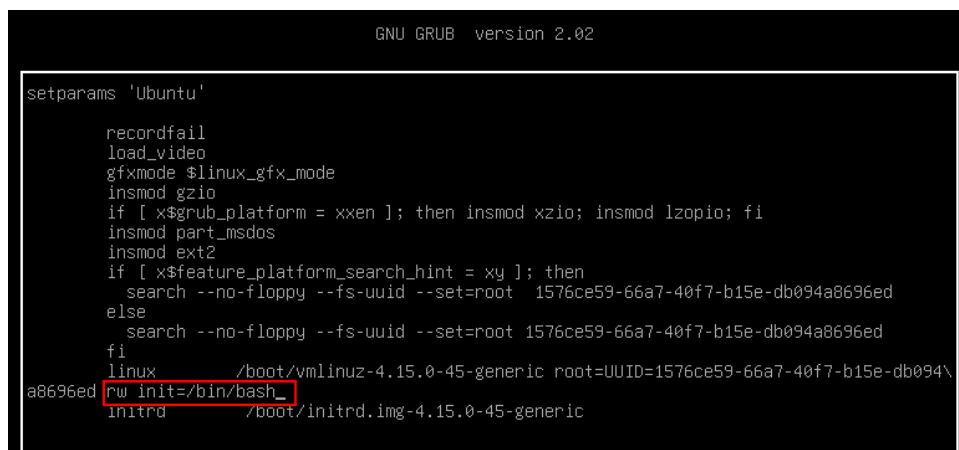 GNU GRUB  version 2.02
setparams 'Ubuntu'
recordfail
load_video
gfxmode $linux_gfx_mode
insmod gzio
if [ x$grub_platform = xxen ]; then insmod xzio; insmod lzopio; fi
insmod part_msdos
insmod ext2
if [ x$feature_platform_search_hint = xy ]; then
search --no-floppy --fs-uuid --set=root  1576ce59-66a7-40f7-b15e-db094a8696ed
else
search --no-floppy --fs-uuid --set=root 1576ce59-66a7-40f7-b15e-db094a8696ed
fi
linux        /boot/vmlinuz-4.15.0-45-generic root=UUID=1576ce59-66a7-40f7-b15e-db094\
a8696ed rw init=/bin/bash_
initrd        /boot/initrd.img-4.15.0-45-generic